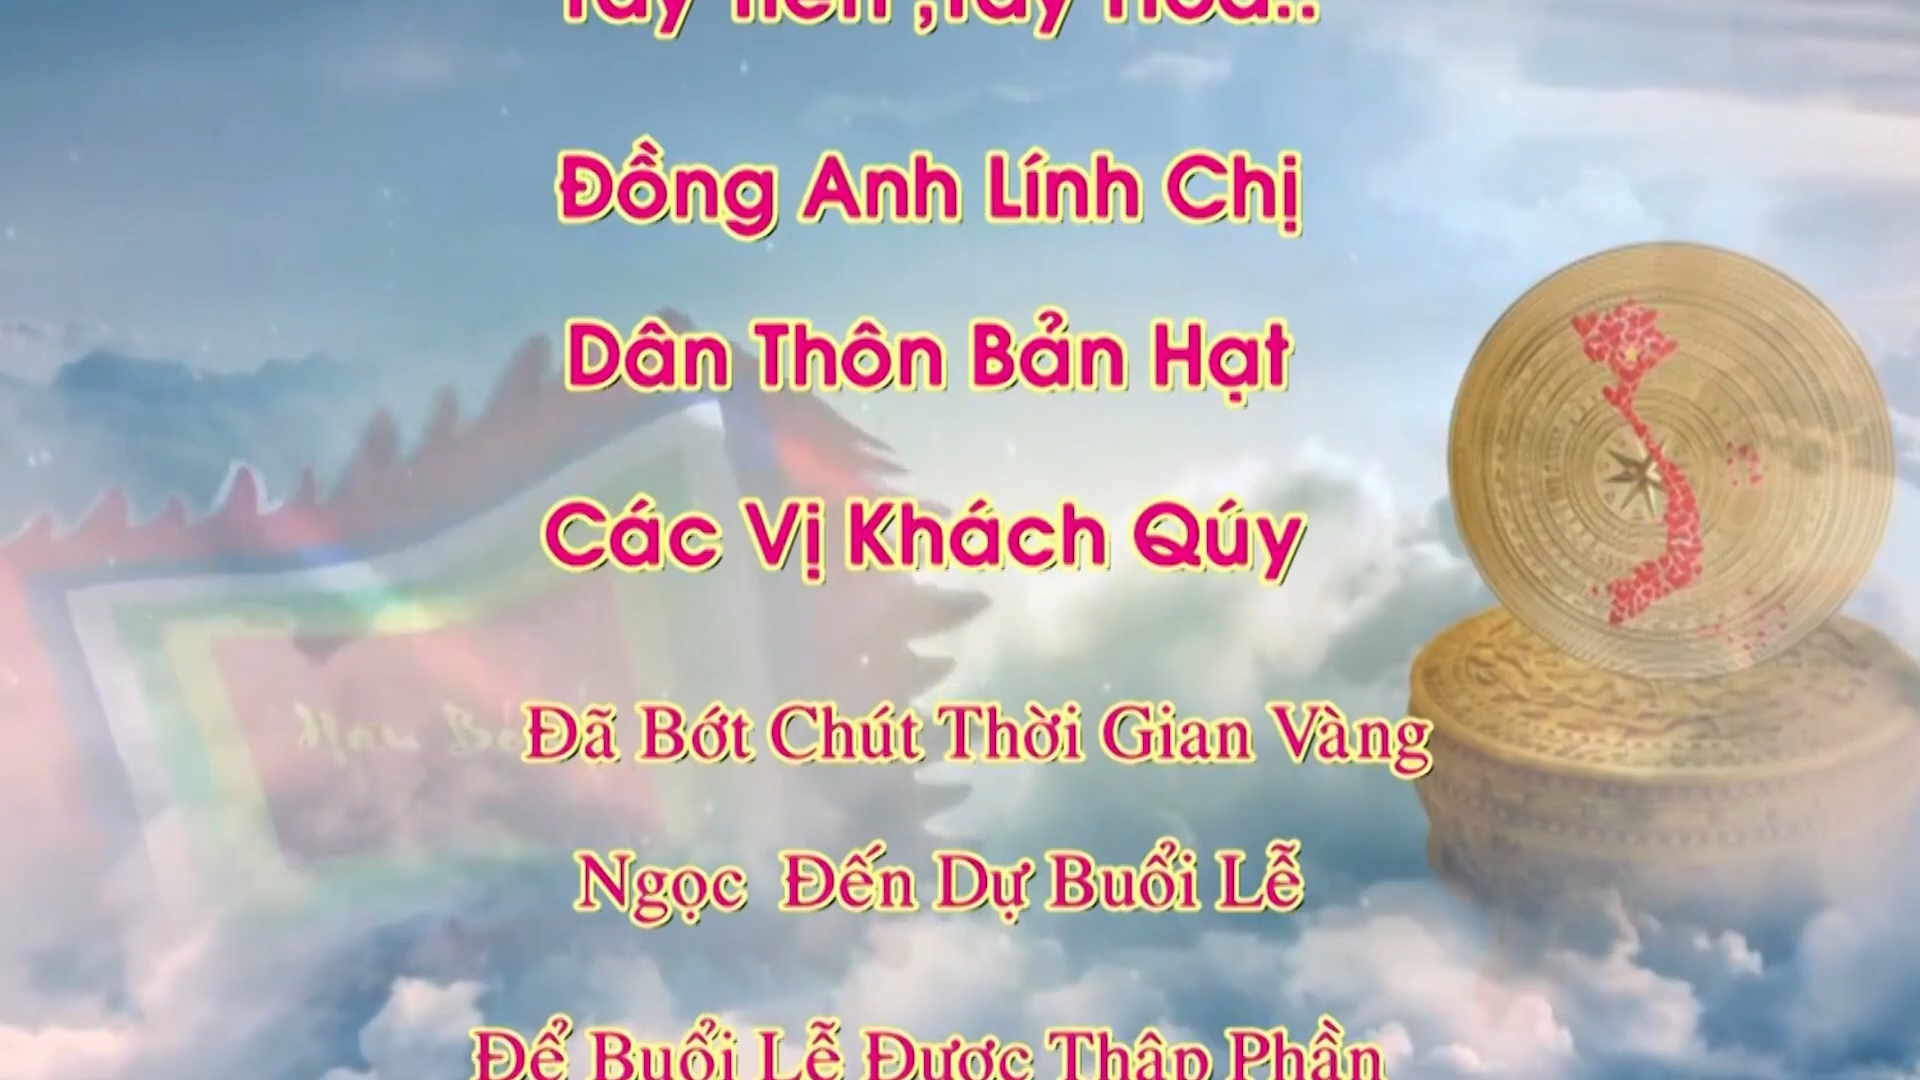 Đồng Anh Lính Chị
Dân Thôn Bản Hạt
Các Vị Khách Qúy
Đã Bớt Chút Thời Gian Vàng
Ngọc Đến Dự Buổi Lễ
Để Buổi Lễ Được Thập Phần